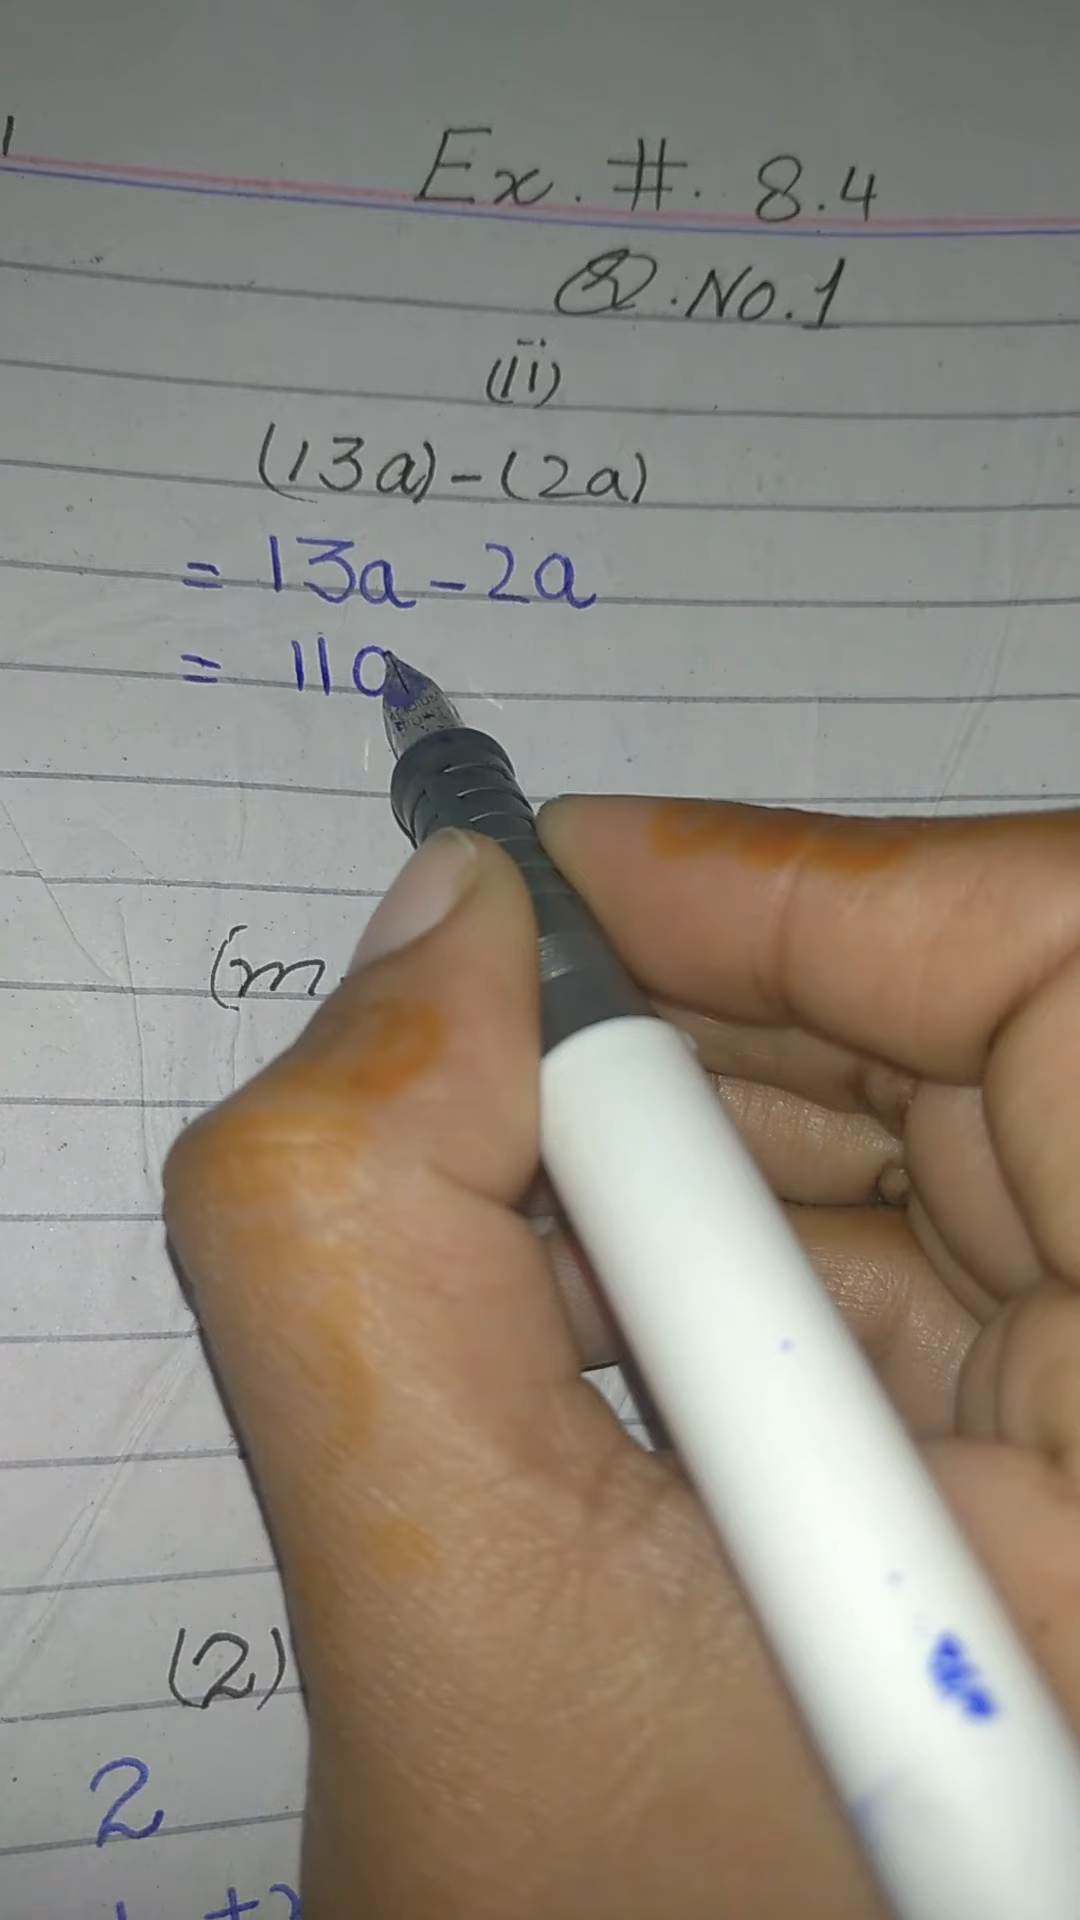 Ex. #. 8.4
Q.No.1
(ii)
(13a)-(2a)
= 13a-2a
= 11a
(m
(2)
2